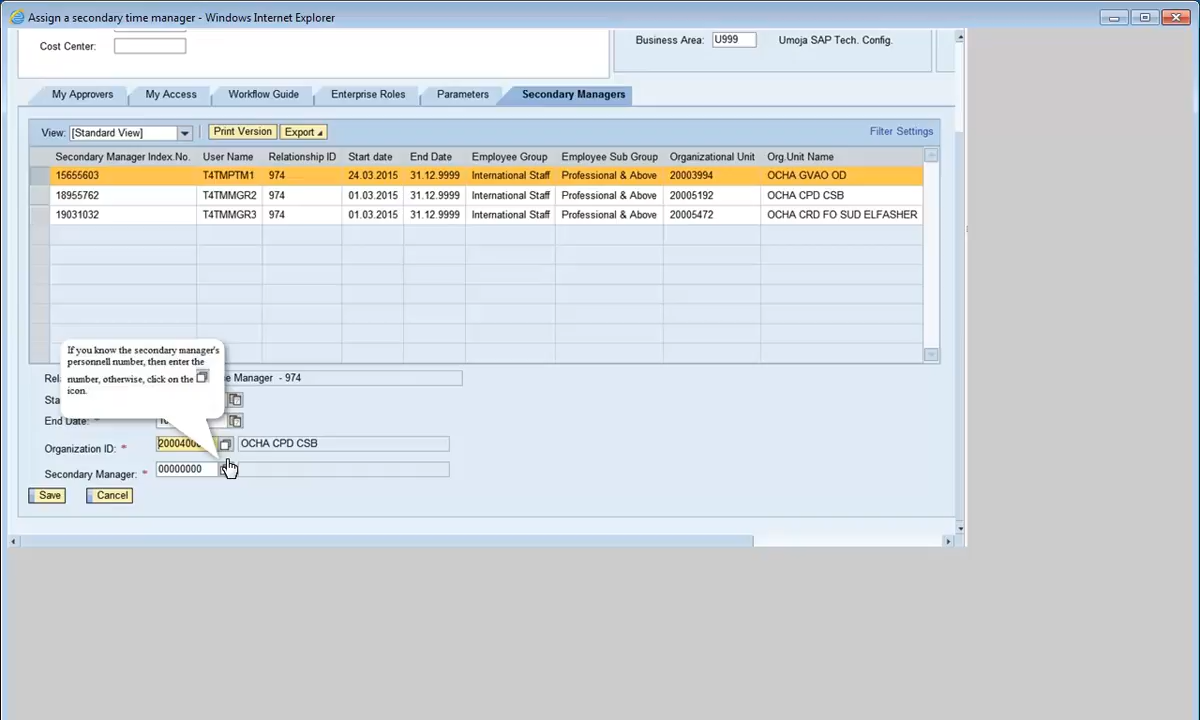 Assign a secondary time manager - Windows Internet Explorer
Cost Center:
Business Area: U999 Umoja SAP Tech. Config.
My Approvers My Access Workflow Guide Enterprise Roles Parameters Secondary Managers
View: [Standard View] Print Version Export Filter Settings
Secondary Manager Index.No. User Name Relationship ID Start date End Date Employee Group Employee Sub Group Organizational Unit Org.Unit Name
15655603 T4TMPTM1 974 24.03.2015 31.12.9999 International Staff Professional & Above 20003994 OCHA GVAO OD
18955762 T4TMMGR2 974 01.03.2015 31.12.9999 International Staff Professional & Above 20005192 OCHA CPD CSB
19031032 T4TMMGR3 974 01.03.2015 31.12.9999 International Staff Professional & Above 20005472 OCHA CRD FO SUD ELFASHER
If you know the secondary manager's
personnell number, then enter the
number, otherwise, click on the
icon.
Manager - 974
End Date: *
Organization ID: * OCHA CPD CSB
Secondary Manager: * 00000000
Save Cancel